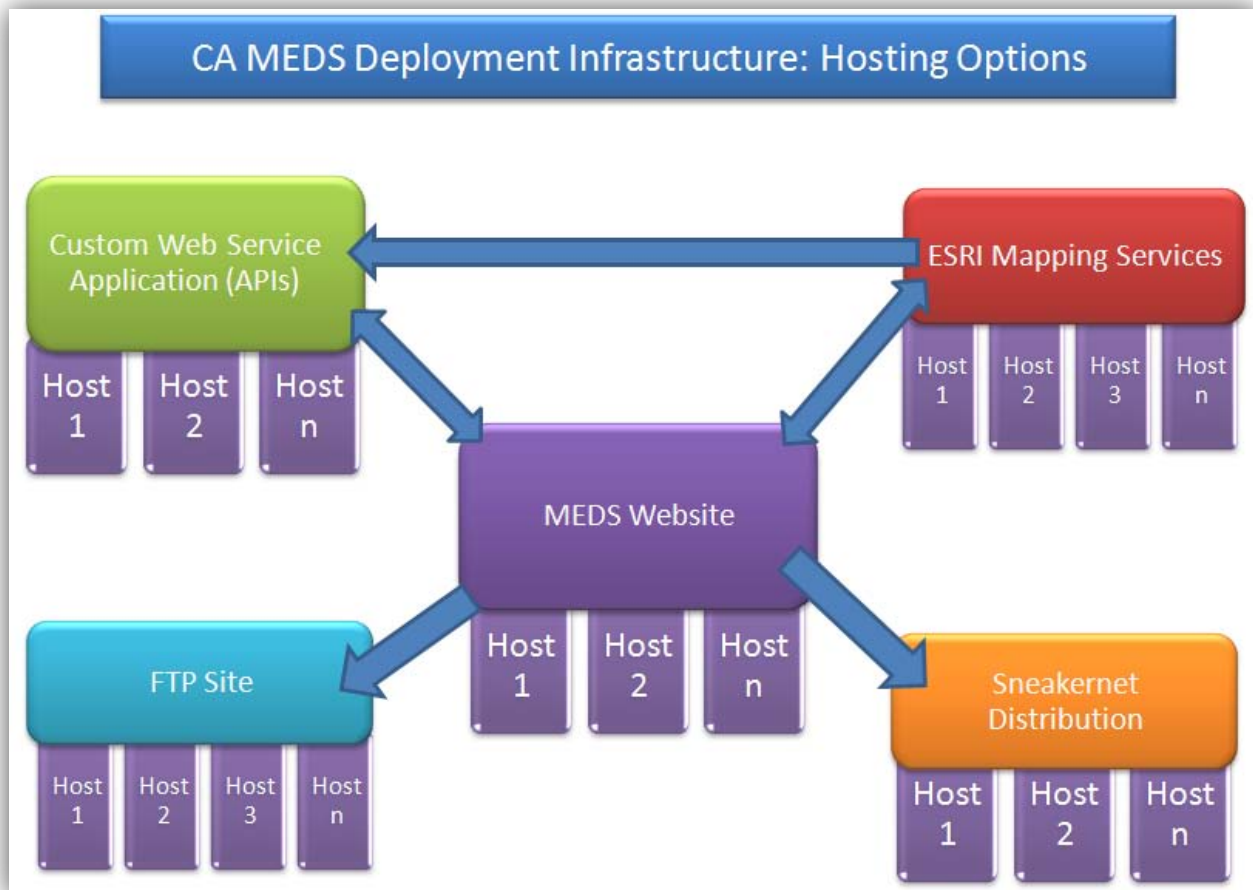 CA MEDS Deployment Infrastructure: Hosting Options
Custom Web Service
Application (APIs)
Host
1
Host
2
Host
n
ESRI Mapping Services
Host
1
Host
2
Host
3
Host
n
MEDS Website
Host
1
Host
2
Host
n
FTP Site
Host
1
Host
2
Host
3
Host
n
Sneakernet
Distribution
Host
1
Host
2
Host
n